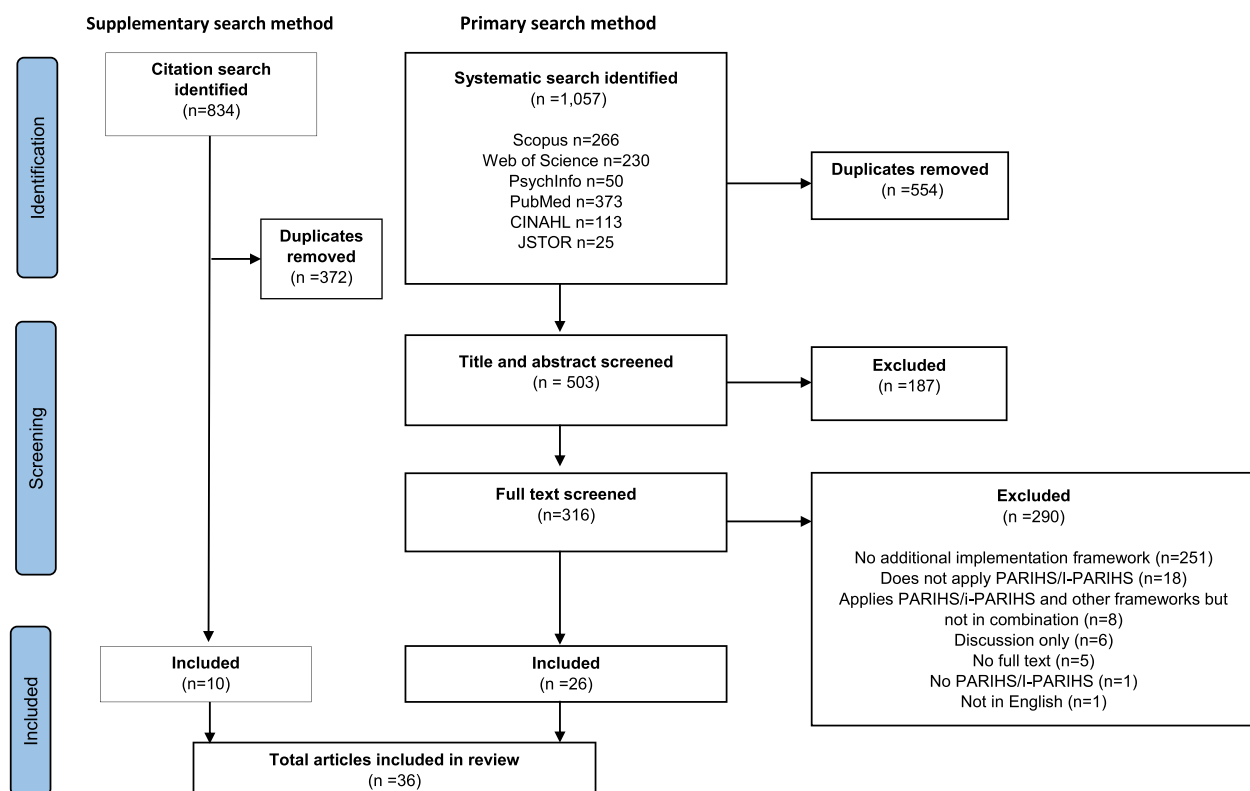 Supplementary search method
Primary search method
Identification
Citation search
identified
(n=834)
Systematic search identified
(n =1,057)
Scopus n=266
Web of Science n=230
PsychInfo n=50
PubMed n=373
CINAHL n=113
JSTOR n=25
Duplicates removed
(n =554)
Duplicates
removed
(n =372)
Screening
Title and abstract screened
(n = 503)
Excluded
(n =187)
Full text screened
(n=316)
Excluded
(n =290)
No additional implementation framework (n=251)
Does not apply PARIHS/I-PARIHS (n=18)
Applies PARIHS/i-PARIHS and other frameworks but
not in combination (n=8)
Discussion only (n=6)
No full text (n=5)
No PARIHS/I-PARIHS (n=1)
Not in English (n=1)
Included
Included
(n=10)
Included
(n =26)
Total articles included in review
(n =36)